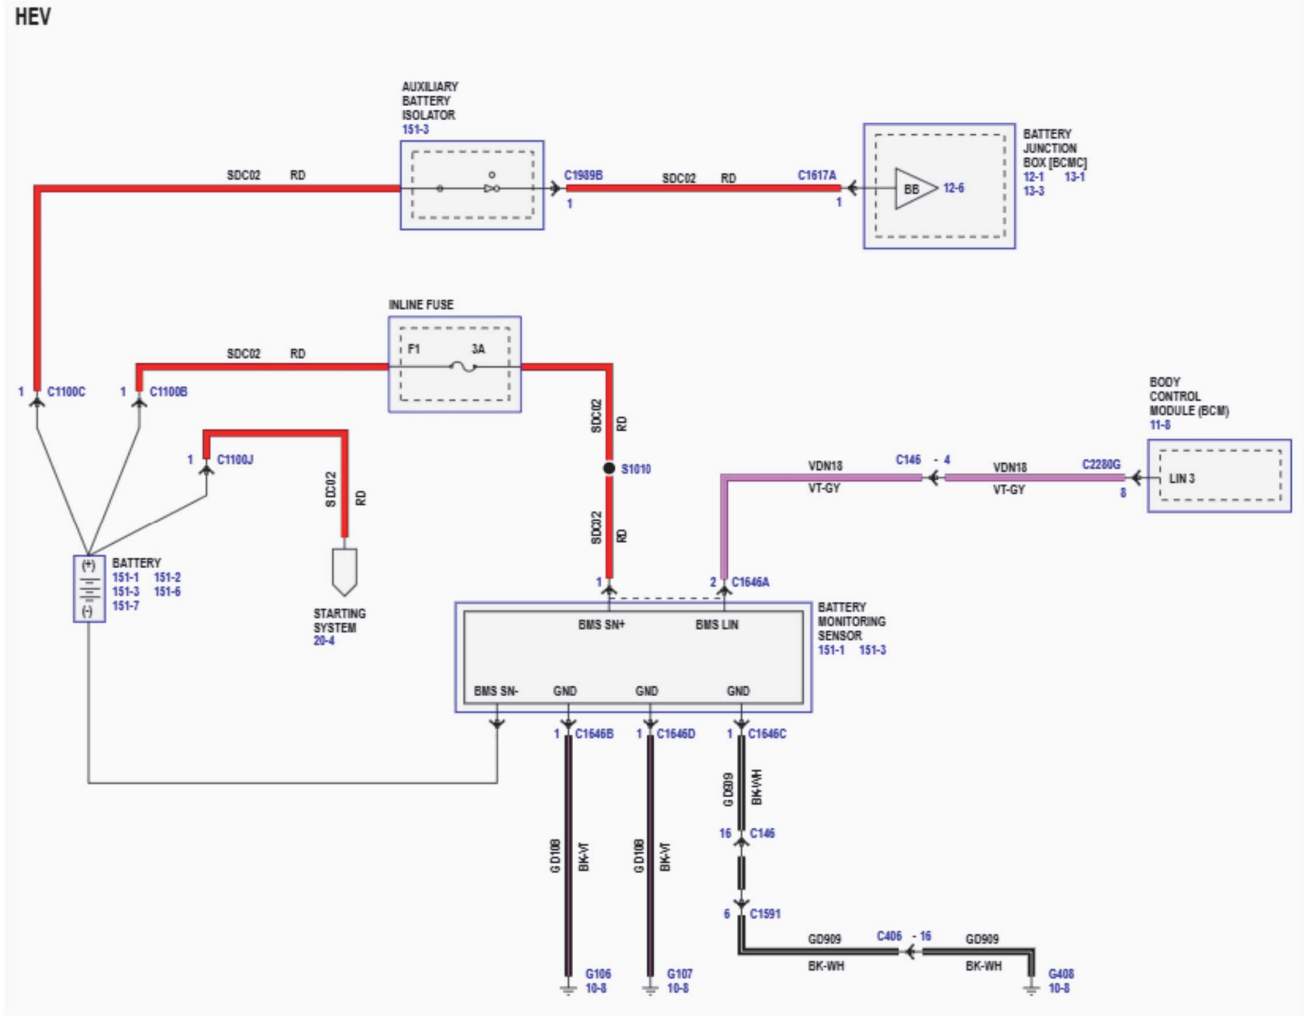 HEV
AUXILIARY
BATTERY
ISOLATOR
151-3
BATTERY
JUNCTION
BOX [BCMC]
12-1 13-1
13-3
SDC02 RD
C1989B
1
SDC02 RD
C1617A
1
BB
12-6
INLINE FUSE
F1 3A
SDC02 RD
1 C1100C
1 C1100B
1 C1100J
SDC02
RD
SDC02
RD
S1010
SDC02
RD
BODY
CONTROL
MODULE (BCM)
11-8
VDN18
VT-GY
C146 - 4
VDN18
VT-GY
C2280G
8
LIN 3
(+)
(-)
BATTERY
151-1 151-2
151-3 151-6
151-7
STARTING
SYSTEM
20-4
1
2 C1646A
BMS SN+
BMS LIN
BATTERY
MONITORING
SENSOR
151-1 151-3
BMS SN-
GND
GND
GND
1 C1646B
1 C1646D
1 C1646C
GD909
BK-WH
16 C146
GD108
BK-VT
GD108
BK-VT
6 C1591
GD909
BK-WH
C406 - 16
GD909
BK-WH
G106
10-8
G107
10-8
G408
10-8